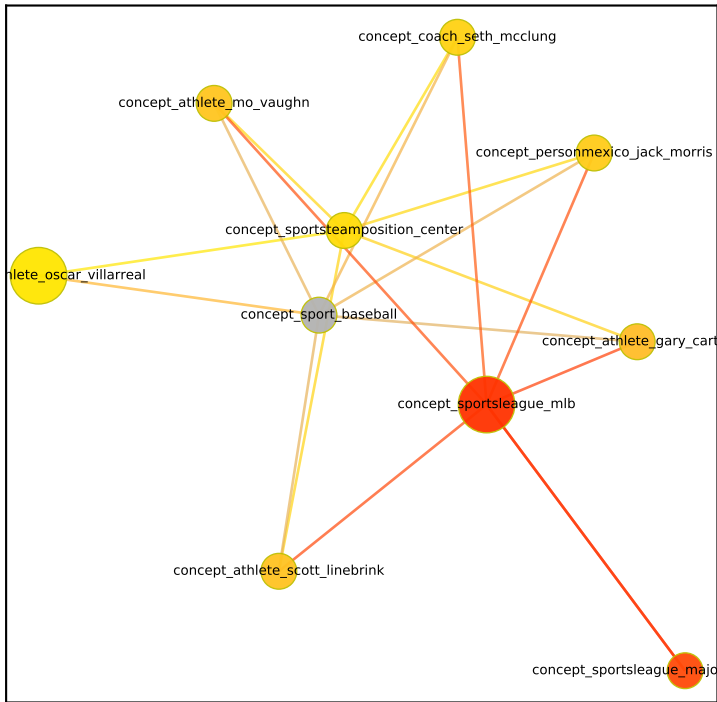 concept_coach_seth_mcclung
concept_athlete_mo_vaughn
concept_personmexico_jack_morris
concept_sportsteamposition_center
hlete_oscar_villarreal
concept_sport_baseball
concept_athlete_gary_cart
concept_sportsleague_mlb
concept_athlete_scott_linebrink
concept_sportsleague_majo